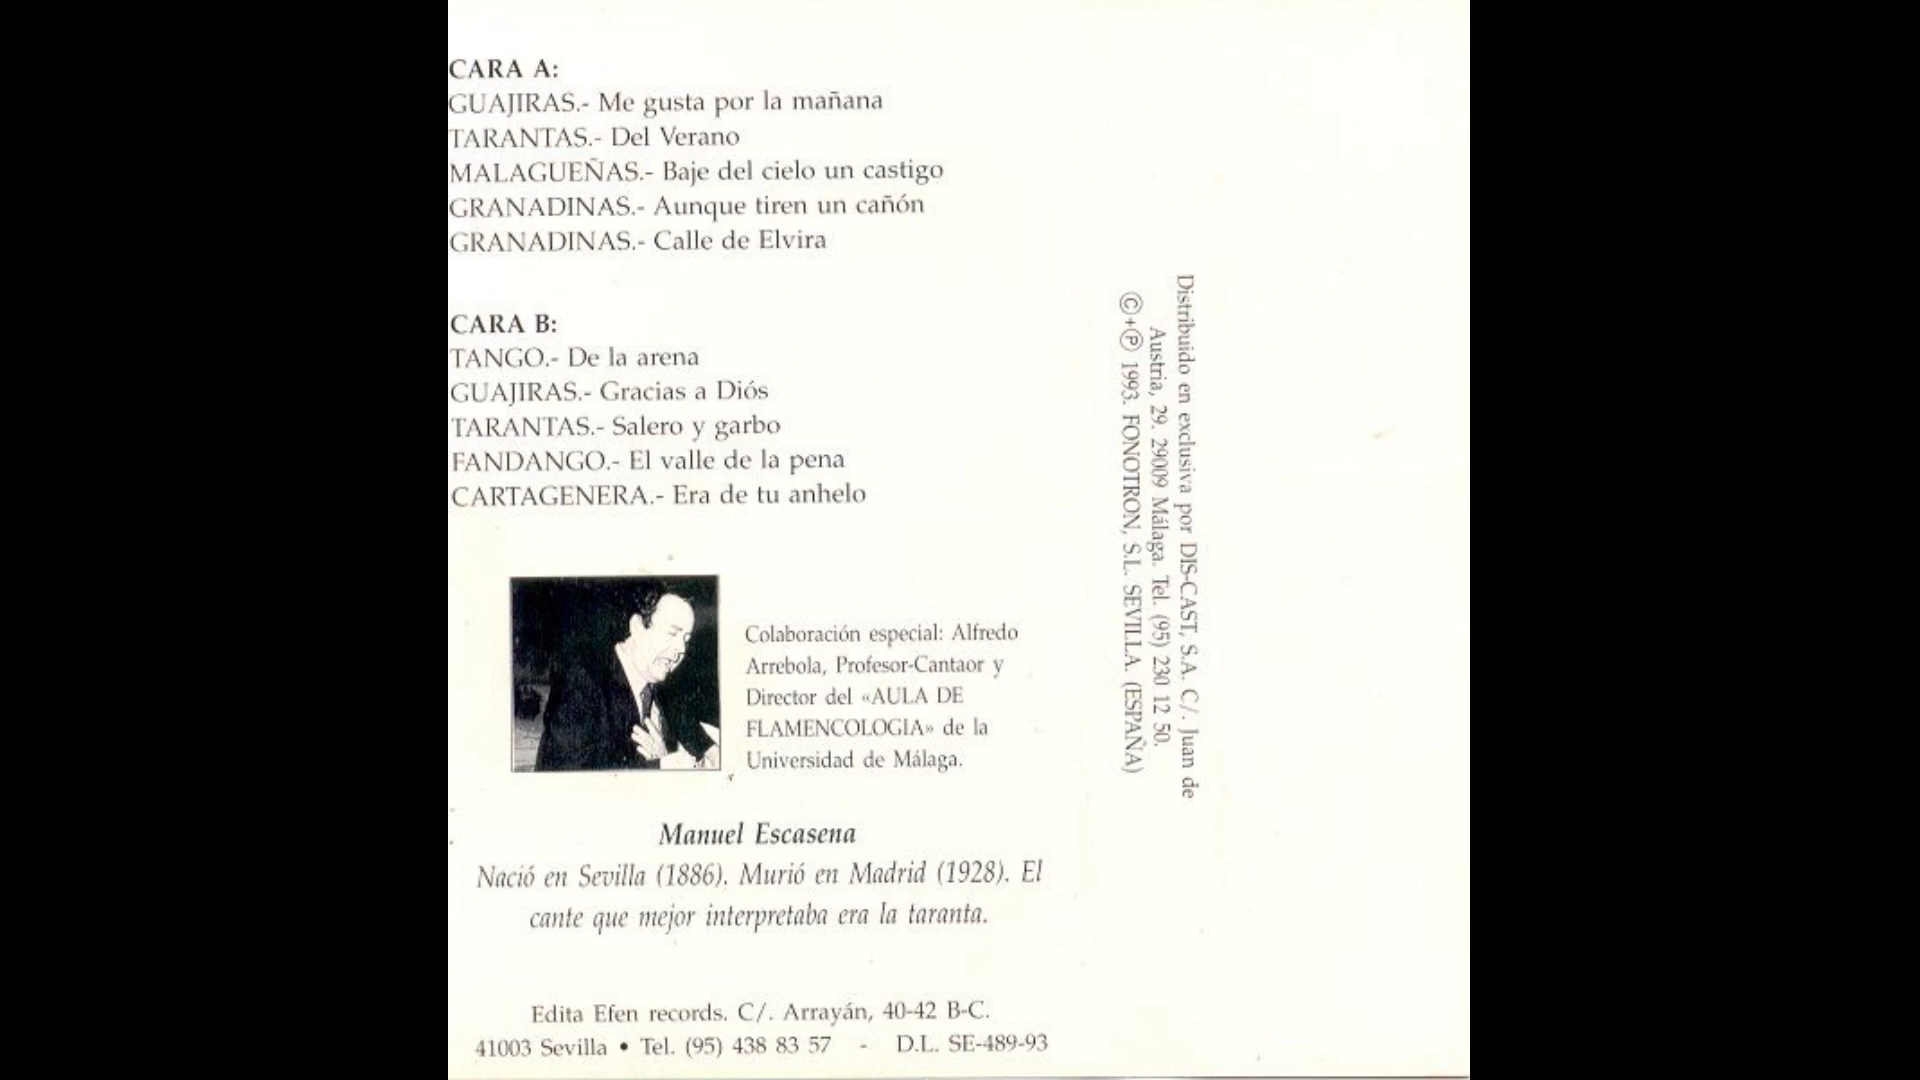 CARA A:
GUAJIRAS.- Me gusta por la mañana
TARANTAS.- Del Verano
MALAGUEÑAS.- Baje del cielo un castigo
GRANADINAS.- Aunque tiren un cañón
GRANADINAS.- Calle de Elvira
CARA B:
TANGO.- De la arena
GUAJIRAS.- Gracias a Diós
TARANTAS.- Salero y garbo
FANDANGO.- El valle de la pena
CARTAGENERA.- Era de tu anhelo
Colaboración especial: Alfredo
Arrebola, Profesor-Cantaor y
Director del «AULA DE
FLAMENCOLOGIA» de la
Universidad de Málaga.
Manuel Escasena
Nació en Sevilla (1886). Murió en Madrid (1928). El
cante que mejor interpretaba era la taranta.
Edita Efen records. C/. Arrayán, 40-42 B-C.
41003 Sevilla • Tel. (95) 438 83 57 - D.L. SE-489-93
Distribuido en exclusiva por DIS-CAST, S.A. C/. Juan de
Austria, 29. 29009 Málaga. Tel. (95) 230 12 50.
©+℗ 1993. FONOTRON, S.L. SEVILLA. (ESPAÑA)